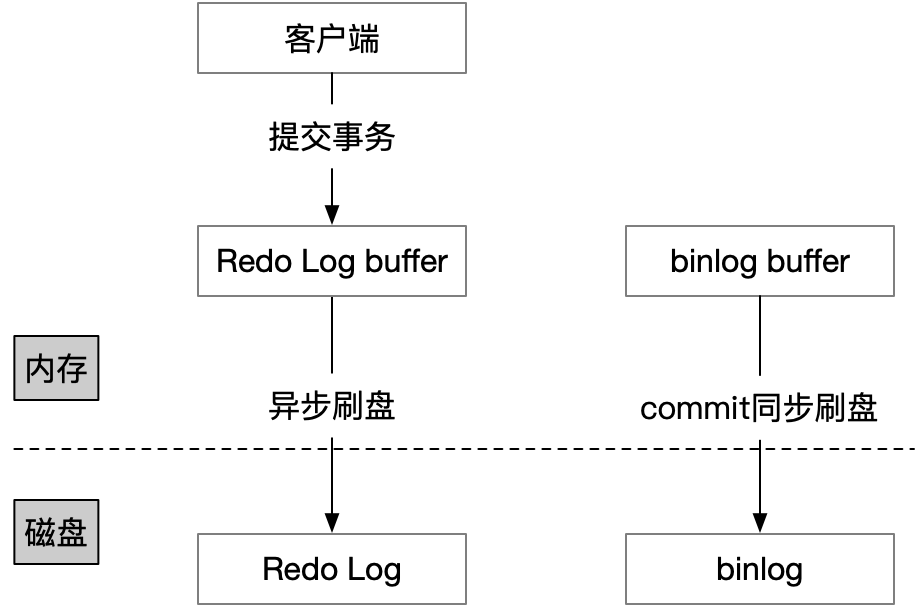 客户端
提交事务
Redo Log buffer
binlog buffer
内存
异步刷盘
commit同步刷盘
磁盘
Redo Log
binlog